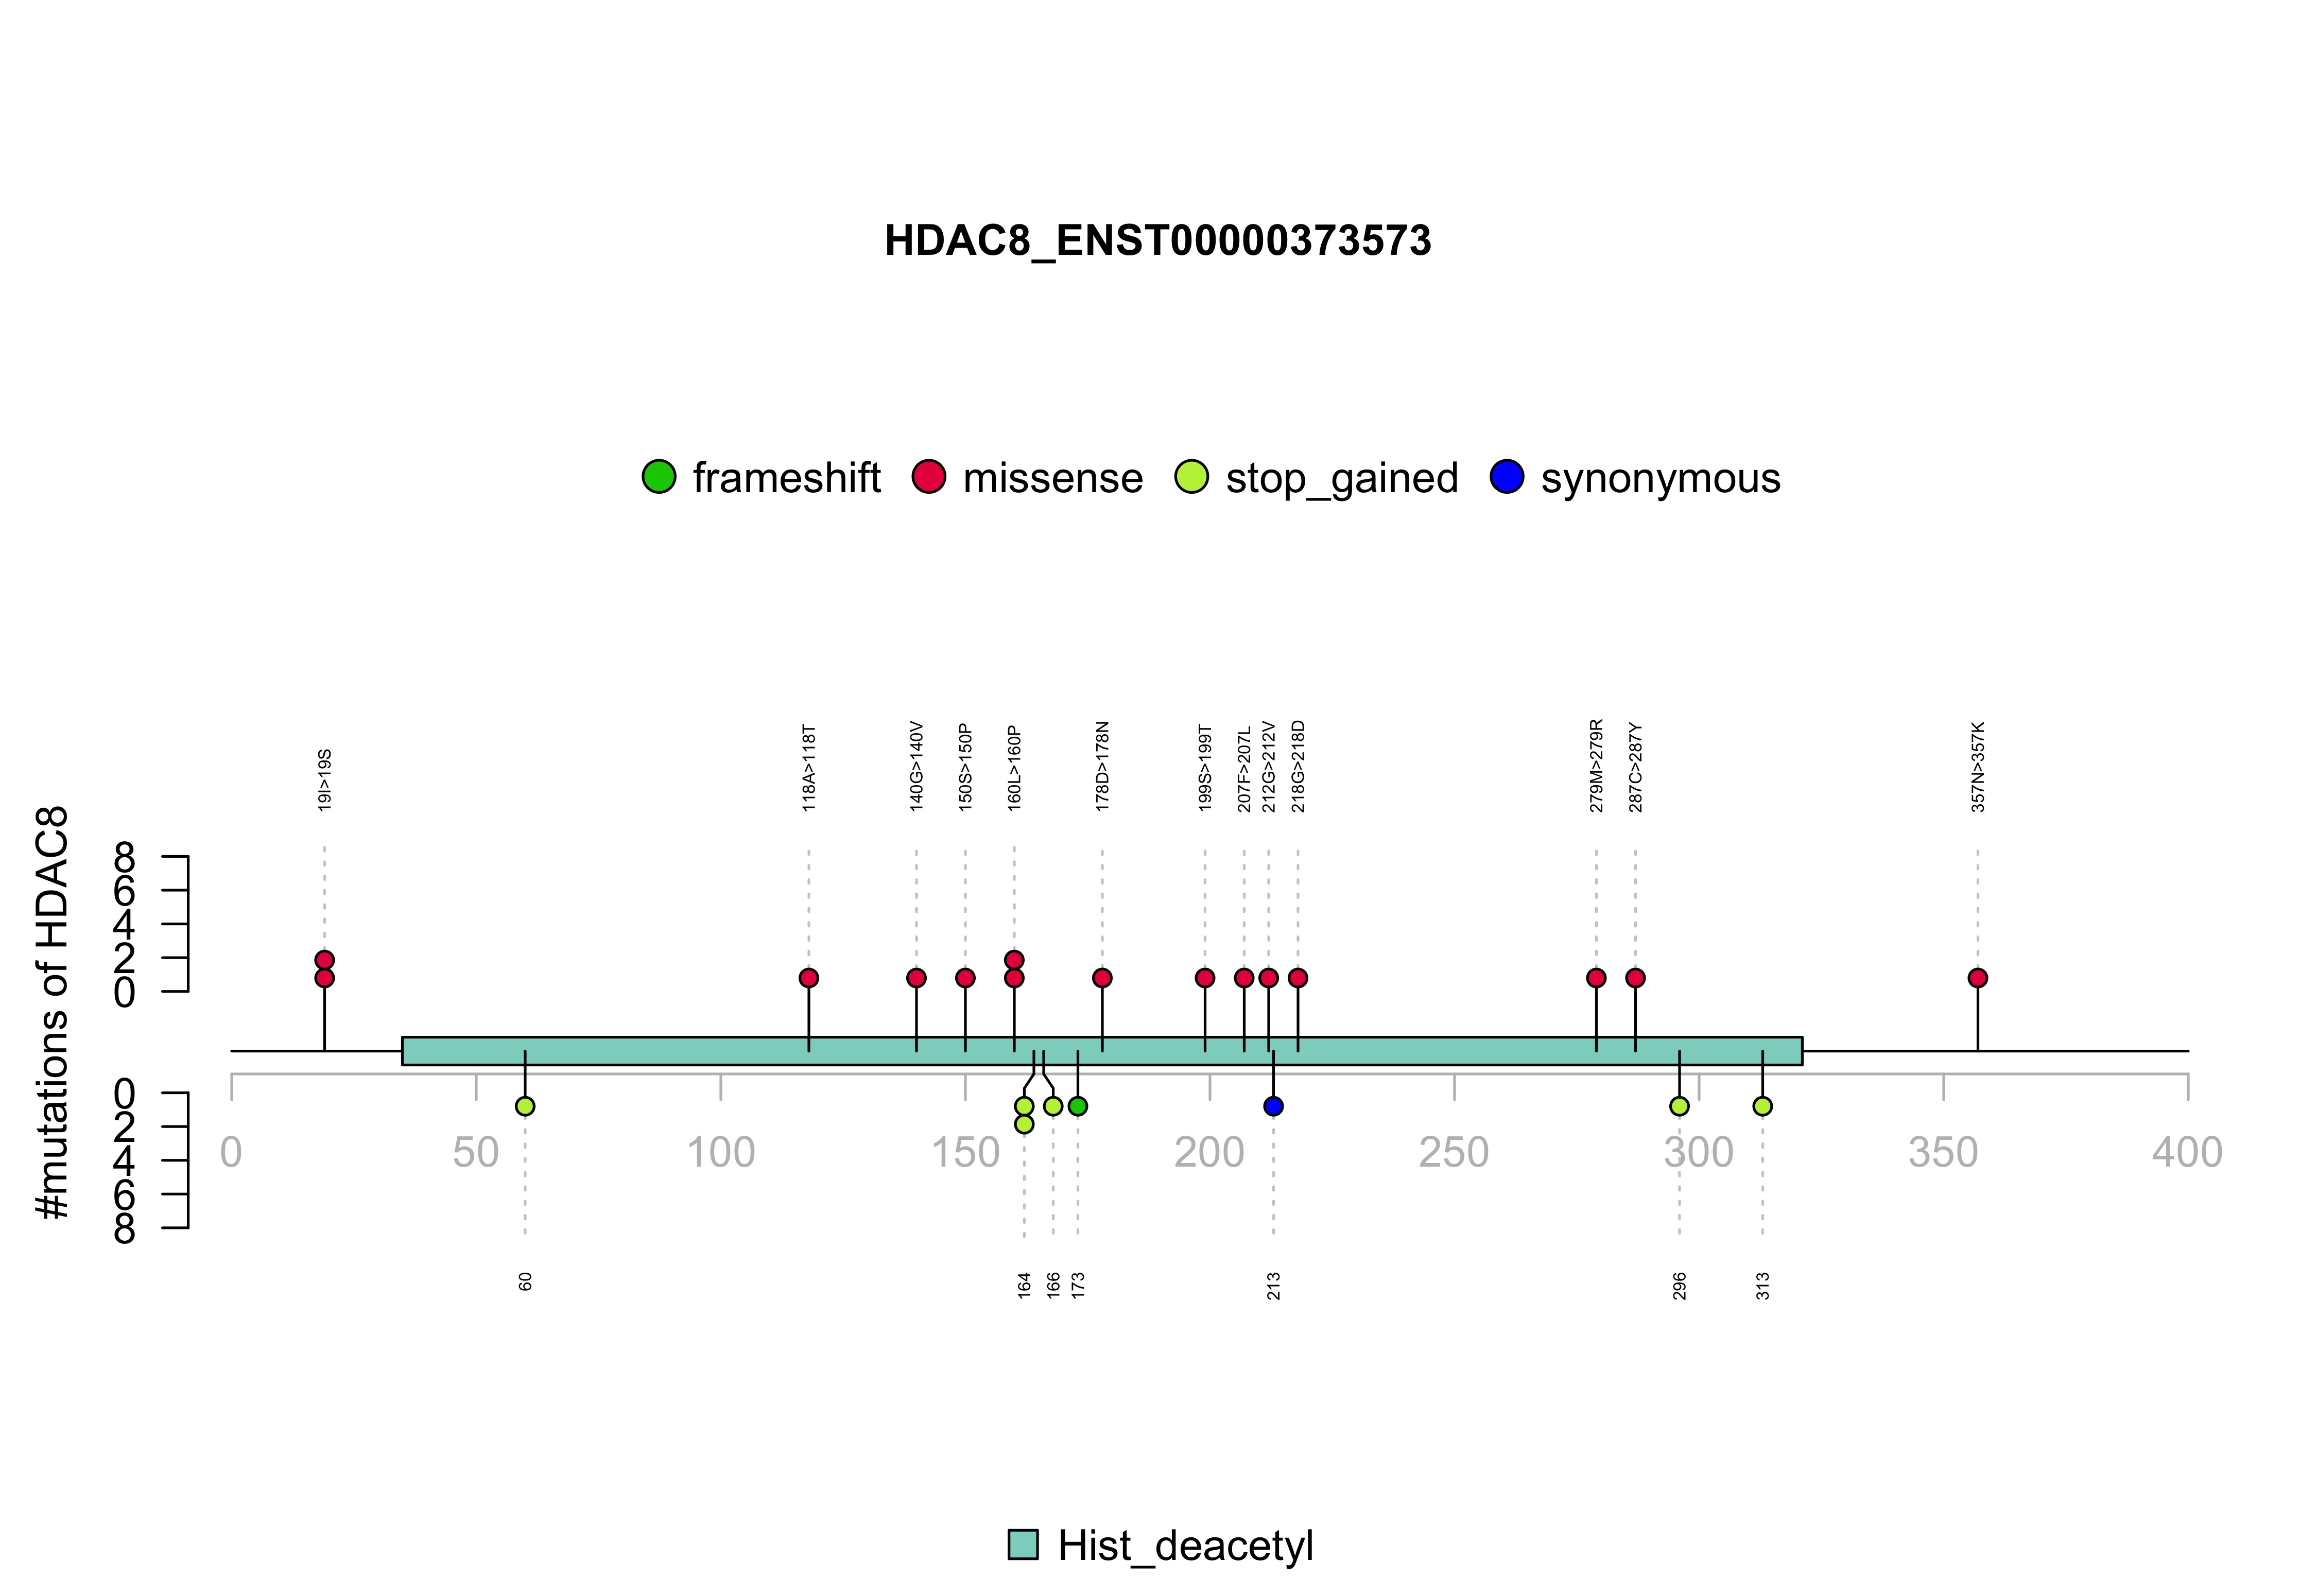 HDAC8_ENST00000373573
frameshift missense stop_gained synonymous
19I>19S
118A>118T
140G>140V
150S>150P
160L>160P
178D>178N
199S>199T
207F>207L
212G>212V
218G>218D
279M>279R
287C>287Y
357N>357K
#mutations of HDAC8
8
6
4
2
0
0
2
4
6
8
0 50 100 150 200 250 300 350 400
60
164
166
173
213
296
313
Hist_deacetyl